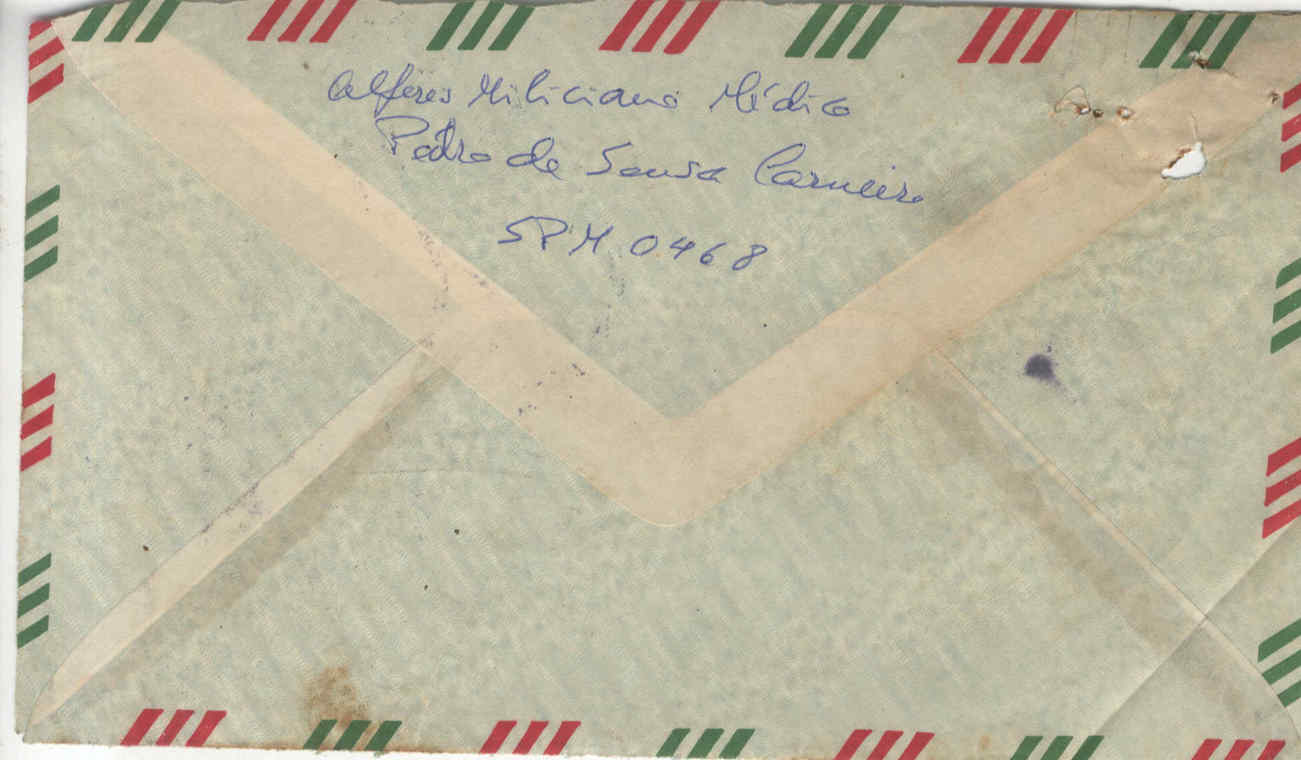 Alferes Miliciano Médico
Pedro de Sousa Carneiro
SPM 0468